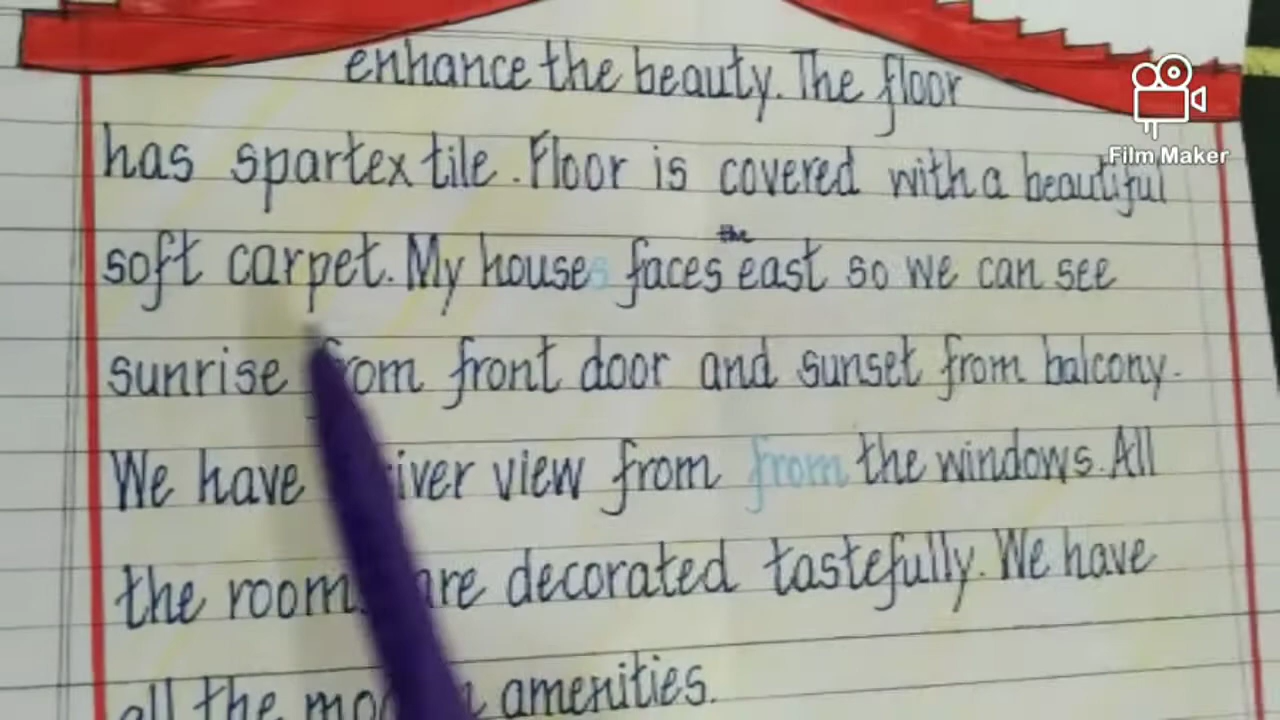 enhance the beauty. The floor
has spartex tile. Floor is covered with a beautiful
soft carpet. My house faces the east so we can see
sunrise from front door and sunset from balcony.
We have river view from from the windows. All
the rooms are decorated tastefully. We have
all the modern amenities.
Film Maker